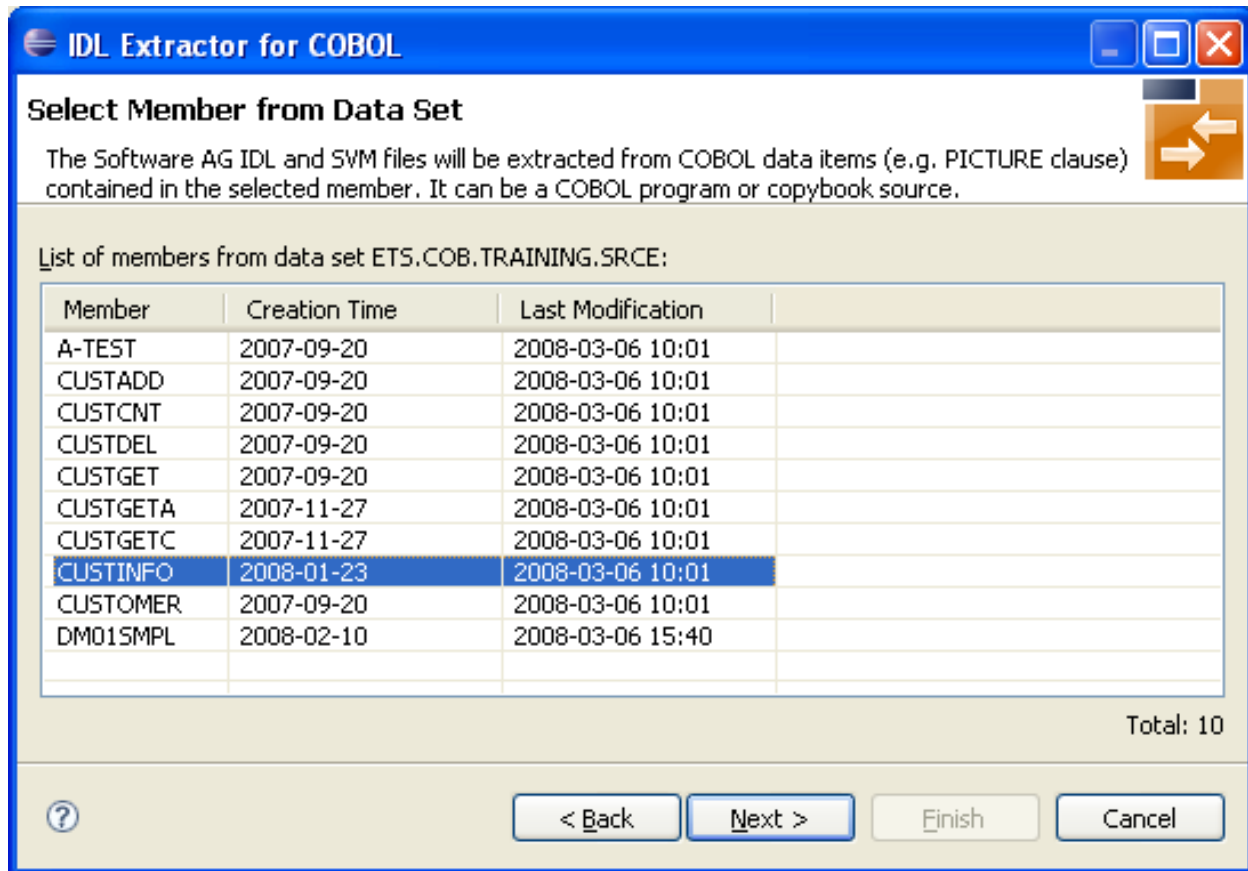 IDL Extractor for COBOL
Select Member from Data Set
The Software AG IDL and SVM files will be extracted from COBOL data items (e.g. PICTURE clause)
contained in the selected member. It can be a COBOL program or copybook source.
List of members from data set ETS.COB.TRAINING.SRCE:
Member Creation Time Last Modification
A-TEST 2007-09-20 2008-03-06 10:01
CUSTADD 2007-09-20 2008-03-06 10:01
CUSTCNT 2007-09-20 2008-03-06 10:01
CUSTDEL 2007-09-20 2008-03-06 10:01
CUSTGET 2007-09-20 2008-03-06 10:01
CUSTGETA 2007-11-27 2008-03-06 10:01
CUSTGETC 2007-11-27 2008-03-06 10:01
CUSTINFO 2008-01-23 2008-03-06 10:01
CUSTOMER 2007-09-20 2008-03-06 10:01
DM01SMPL 2008-02-10 2008-03-06 15:40
Total: 10
? < Back Next > Finish Cancel